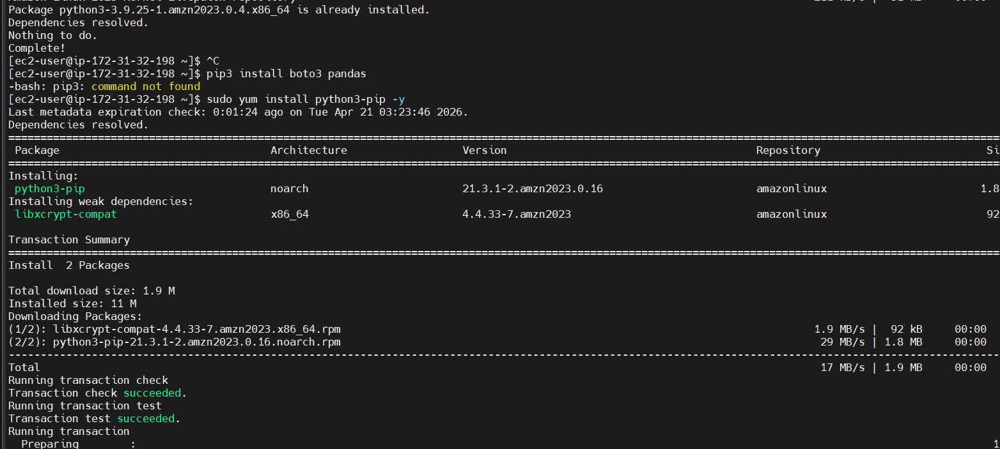 Package python3-3.9.25-1.amzn2023.0.4.x86_64 is already installed.
Dependencies resolved.
Nothing to do.
Complete!
[ec2-user@ip-172-31-32-198 ~]$ ^C
[ec2-user@ip-172-31-32-198 ~]$ pip3 install boto3 pandas
-bash: pip3: command not found
[ec2-user@ip-172-31-32-198 ~]$ sudo yum install python3-pip -y
Last metadata expiration check: 0:01:24 ago on Tue Apr 21 03:23:46 2026.
Dependencies resolved.
Package Architecture Version Repository Si
Installing:
python3-pip noarch 21.3.1-2.amzn2023.0.16 amazonlinux 1.8
Installing weak dependencies:
libxcrypt-compat x86_64 4.4.33-7.amzn2023 amazonlinux 92
Transaction Summary
Install  2 Packages
Total download size: 1.9 M
Installed size: 11 M
Downloading Packages:
(1/2): libxcrypt-compat-4.4.33-7.amzn2023.x86_64.rpm 1.9 MB/s |  92 kB 00:00
(2/2): python3-pip-21.3.1-2.amzn2023.0.16.noarch.rpm 29 MB/s | 1.8 MB 00:00
Total 17 MB/s | 1.9 MB 00:00
Running transaction check
Transaction check succeeded.
Running transaction test
Transaction test succeeded.
Running transaction
Preparing : 1